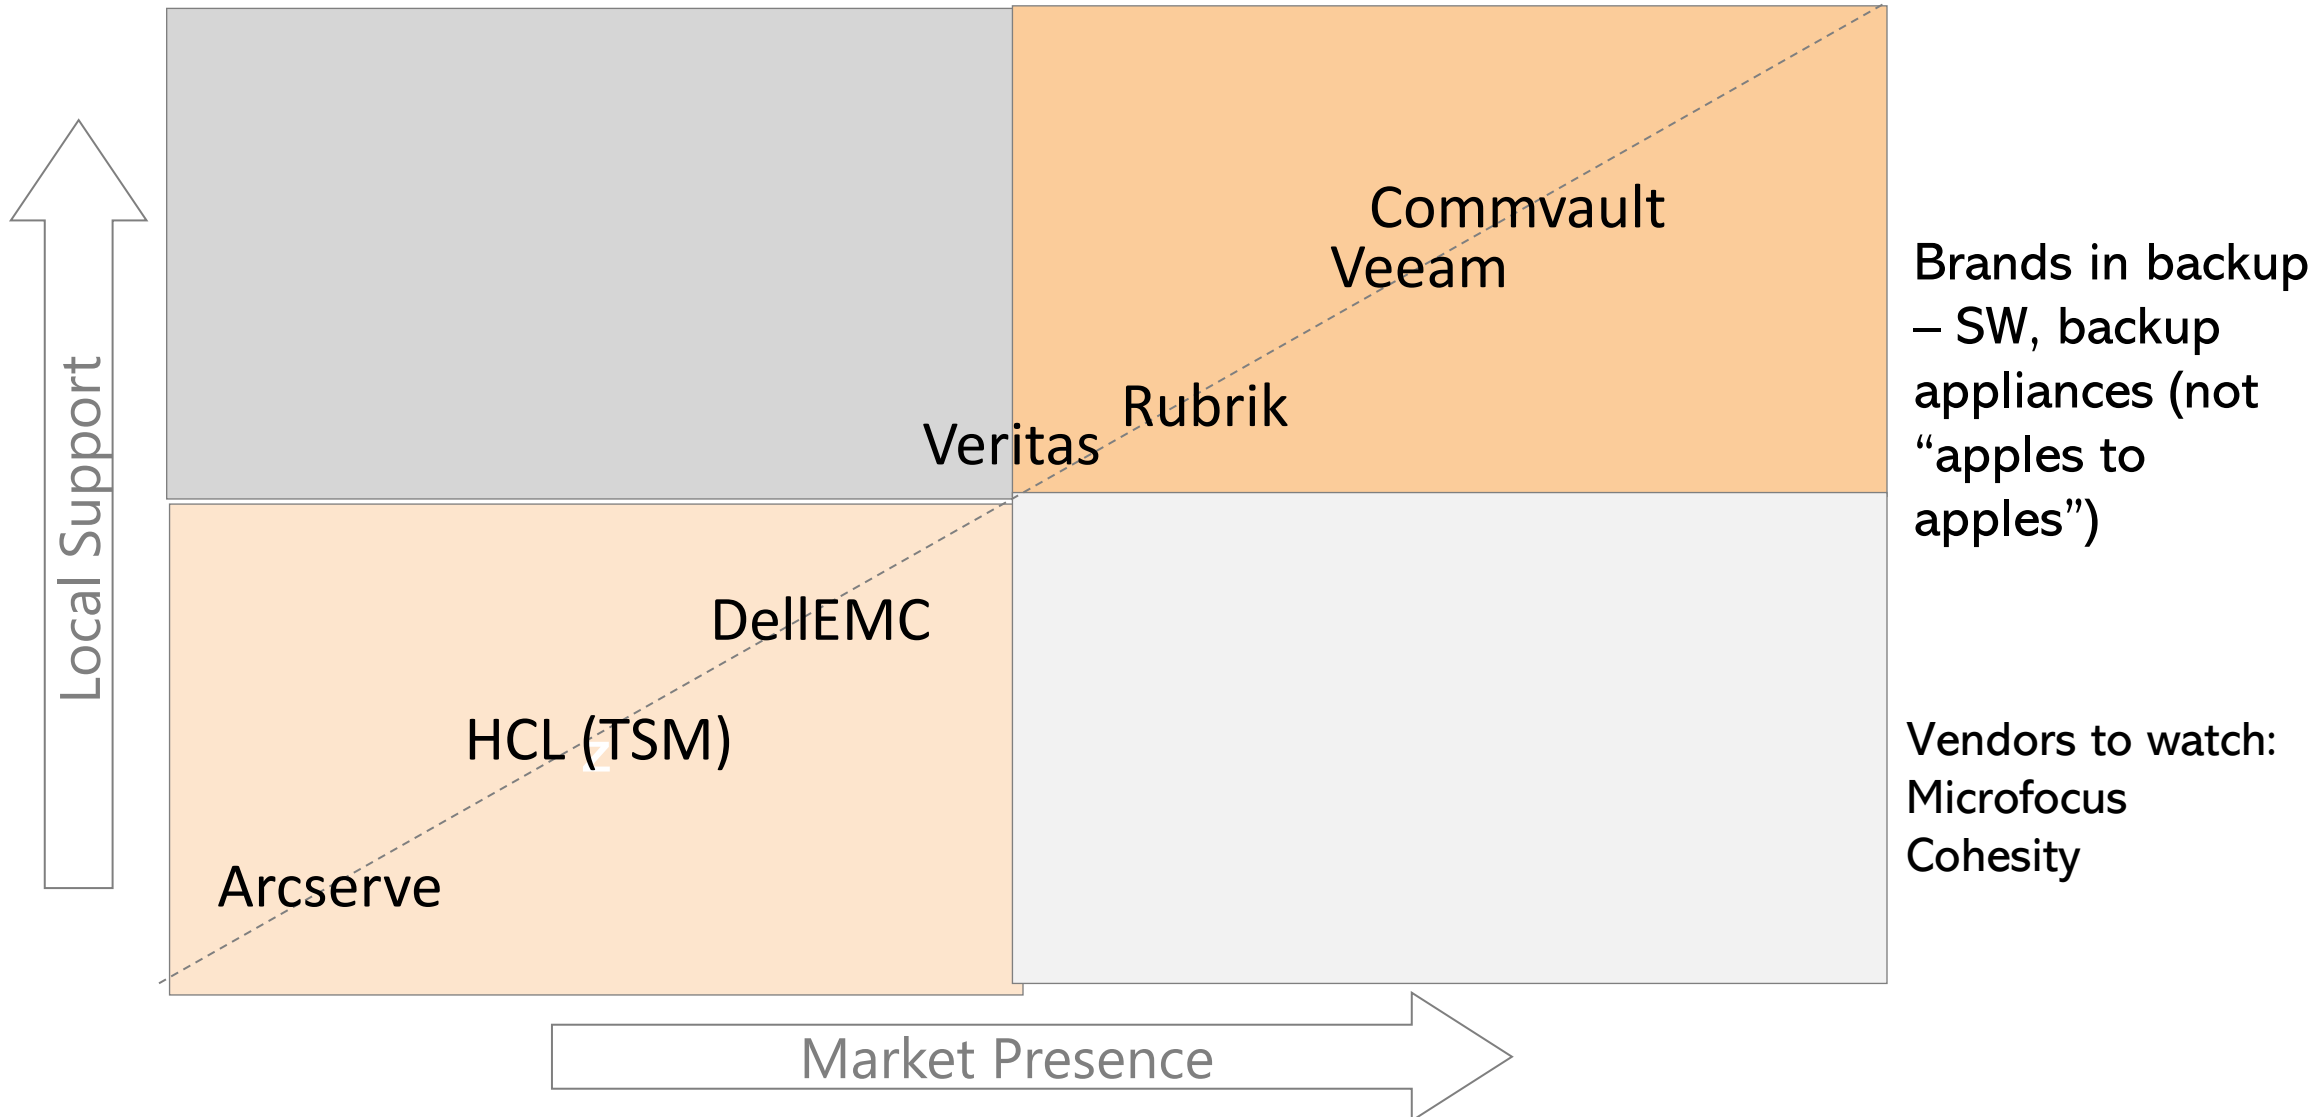 Commvault
Veeam
Rubrik
Veritas
DellEMC
HCL (TSM)
z
Arcserve
Local Support
Market Presence
Brands in backup
– SW, backup
appliances (not
“apples to
apples”)
Vendors to watch:
Microfocus
Cohesity